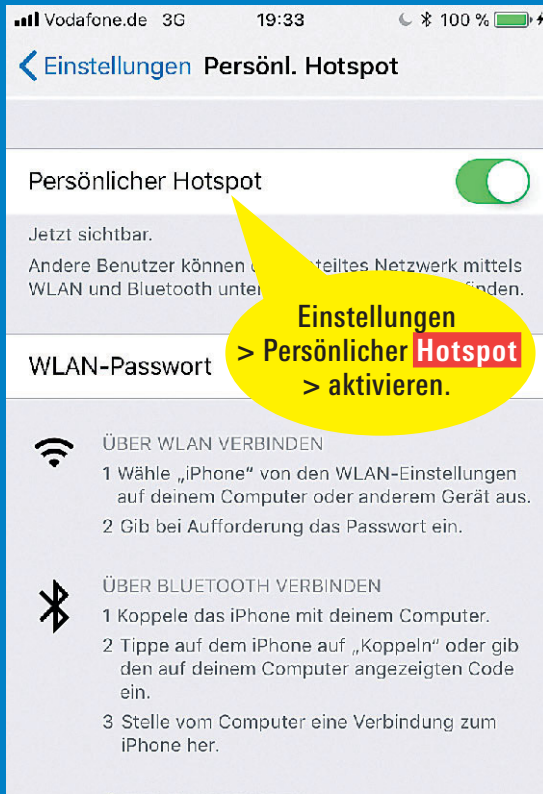 Vodafone.de 3G 19:33 100 %
Einstellungen Persönl. Hotspot
Persönlicher Hotspot
Jetzt sichtbar.
Andere Benutzer können teiltes Netzwerk mittels
WLAN und Bluetooth unter finden.
Einstellungen
> Persönlicher Hotspot
> aktivieren.
WLAN-Passwort
ÜBER WLAN VERBINDEN
1 Wähle „iPhone“ von den WLAN-Einstellungen
auf deinem Computer oder anderem Gerät aus.
2 Gib bei Aufforderung das Passwort ein.
ÜBER BLUETOOTH VERBINDEN
1 Koppele das iPhone mit deinem Computer.
2 Tippe auf dem iPhone auf „Koppeln“ oder gib
den auf deinem Computer angezeigten Code
ein.
3 Stelle vom Computer eine Verbindung zum
iPhone her.